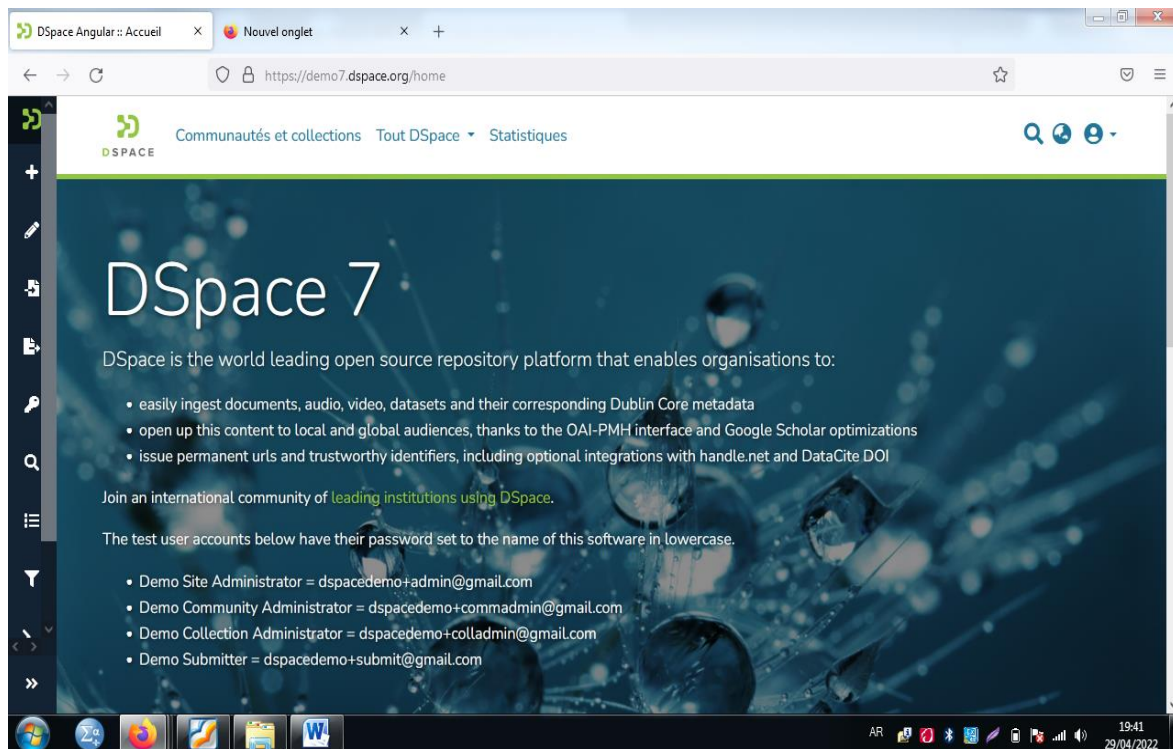 DSpace Angular :: Accueil
Nouvel onglet
https://demo7.dspace.org/home
DSPACE
Communautés et collections Tout DSpace Statistiques
DSpace 7
DSpace is the world leading open source repository platform that enables organisations to:
• easily ingest documents, audio, video, datasets and their corresponding Dublin Core metadata
• open up this content to local and global audiences, thanks to the OAI-PMH interface and Google Scholar optimizations
• issue permanent urls and trustworthy identifiers, including optional integrations with handle.net and DataCite DOI
Join an international community of leading institutions using DSpace.
The test user accounts below have their password set to the name of this software in lowercase.
• Demo Site Administrator = dspacedemo+admin@gmail.com
• Demo Community Administrator = dspacedemo+commadmin@gmail.com
• Demo Collection Administrator = dspacedemo+colladmin@gmail.com
• Demo Submitter = dspacedemo+submit@gmail.com
AR
19:41
29/04/2022